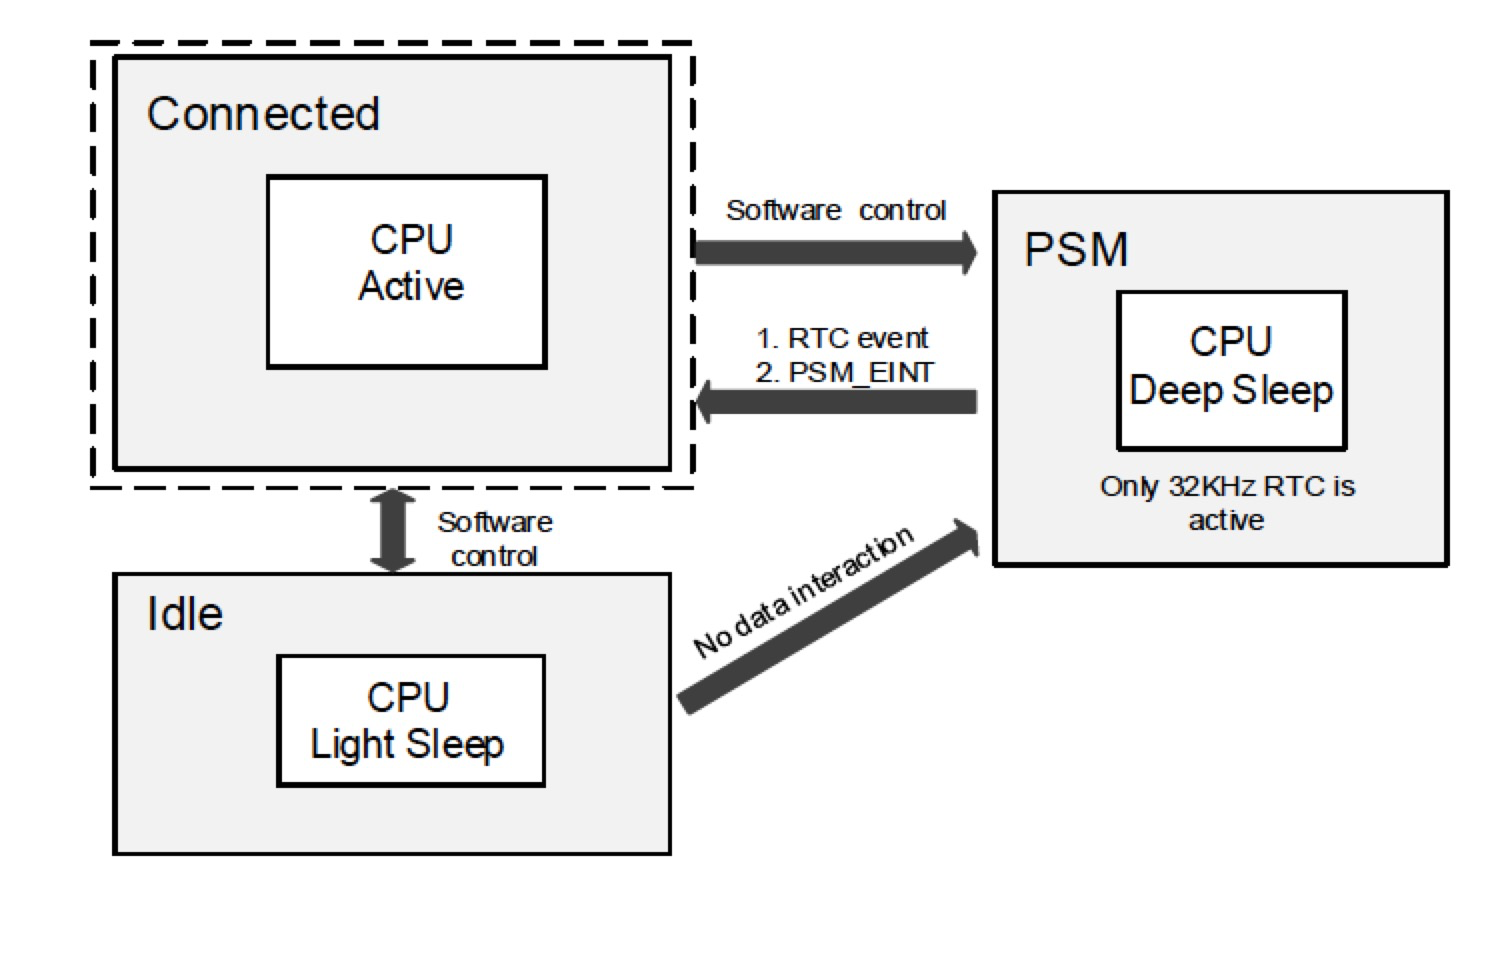 Connected
CPU
Active
Software control
1. RTC event
2. PSM_EINT
PSM
CPU
Deep Sleep
Only 32KHz RTC is
active
Software
control
No data interaction
Idle
CPU
Light Sleep